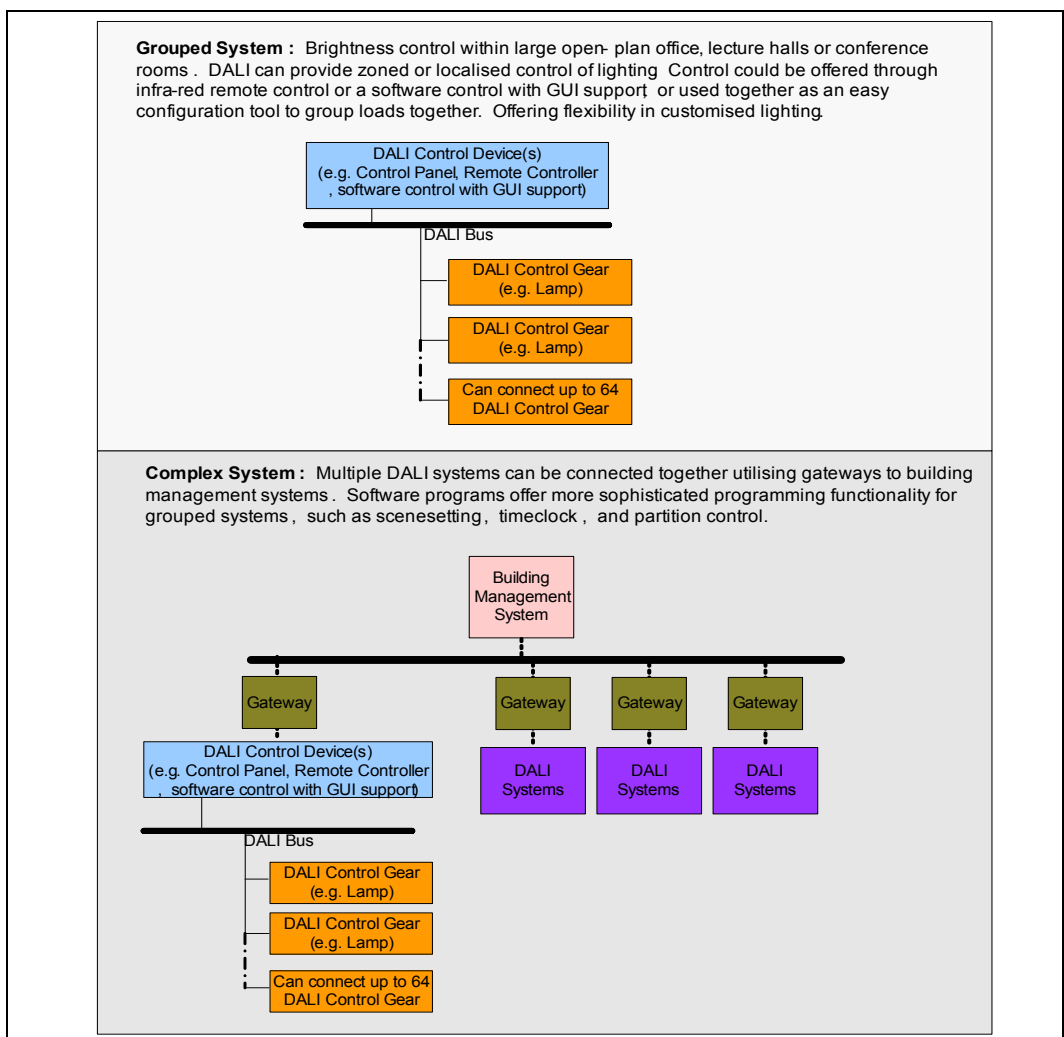 Grouped System : Brightness control within large open- plan office, lecture halls or conference
rooms . DALI can provide zoned or localised control of lighting Control could be offered through
infra-red remote control or a software control with GUI support, or used together as an easy
configuration tool to group loads together. Offering flexibility in customised lighting.
DALI Control Device(s)
(e.g. Control Panel, Remote Controller
, software control with GUI support)
DALI Bus
DALI Control Gear
(e.g. Lamp)
DALI Control Gear
(e.g. Lamp)
Can connect up to 64
DALI Control Gear
Complex System : Multiple DALI systems can be connected together utilising gateways to building
management systems . Software programs offer more sophisticated programming functionality for
grouped systems , such as scenesetting , timeclock , and partition control.
Building
Management
System
Gateway
Gateway
Gateway
Gateway
DALI Control Device(s)
(e.g. Control Panel, Remote Controller
, software control with GUI support)
DALI
Systems
DALI
Systems
DALI
Systems
DALI Bus
DALI Control Gear
(e.g. Lamp)
DALI Control Gear
(e.g. Lamp)
Can connect up to 64
DALI Control Gear